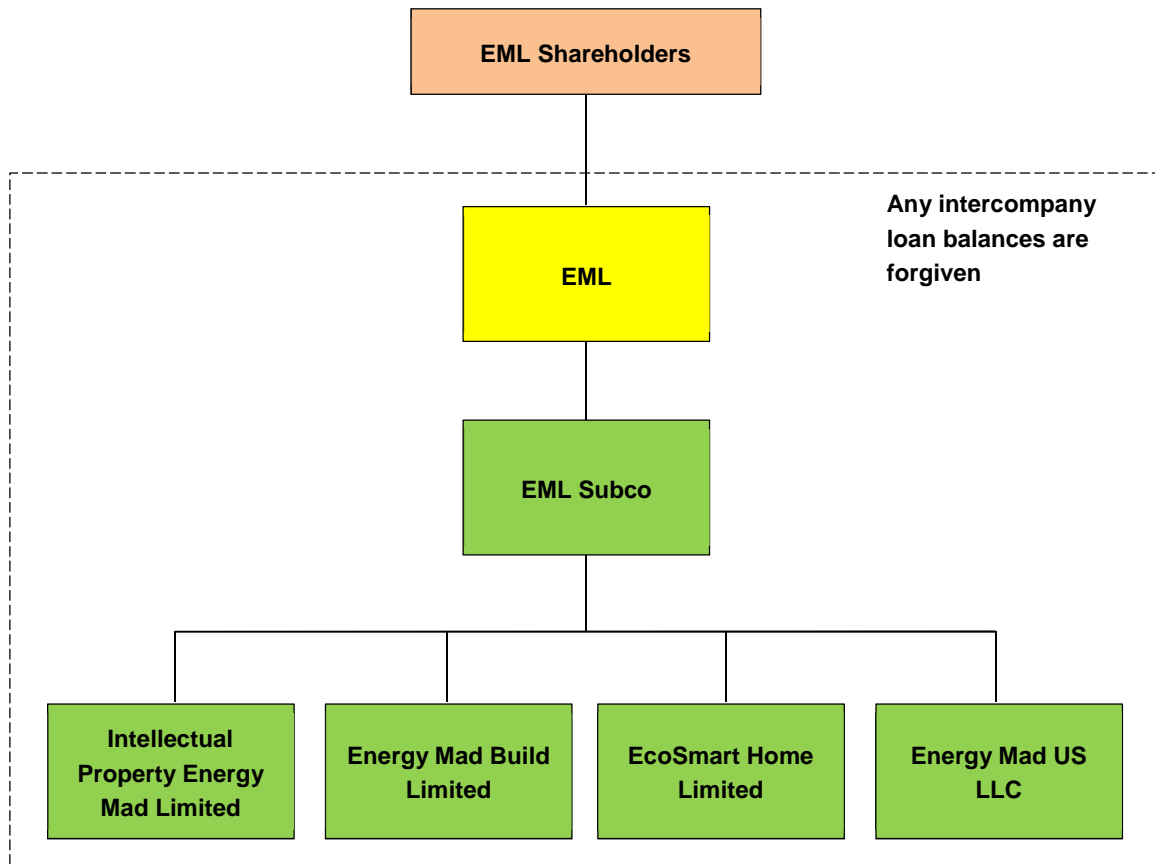 EML Shareholders
Any intercompany
loan balances are
forgiven
EML
EML Subco
Intellectual
Property Energy
Mad Limited
Energy Mad Build
Limited
EcoSmart Home
Limited
Energy Mad US
LLC